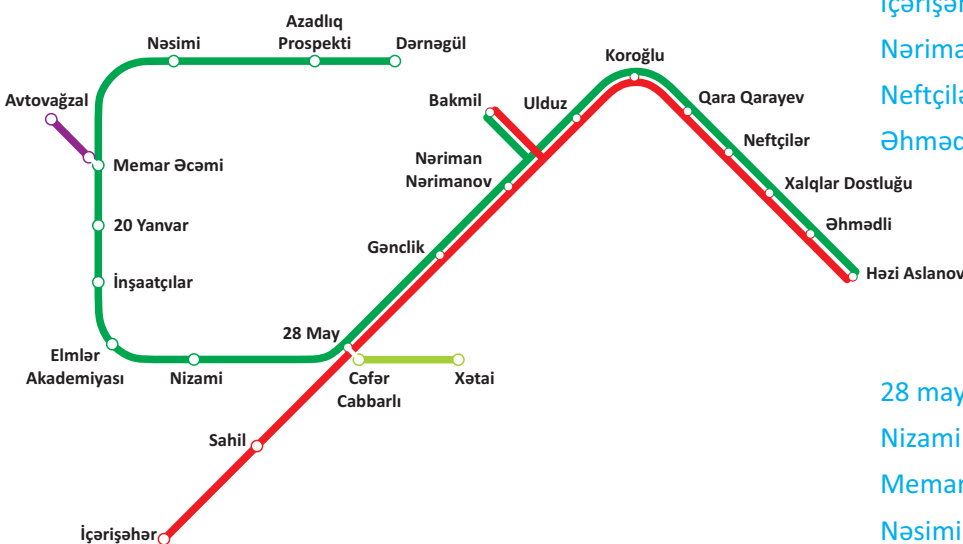 Azadlıq
Prospekti
Nəsimi
Dərnəgül
Avtovağzal
Memar Əcəmi
20 Yanvar
İnşaatçılar
Elmlər
Akademiyası
Nizami
28 May
Cəfər
Cabbarlı
Xətai
Sahil
İçərişəhər
Gənclik
Nəriman
Nərimanov
Bakmil
Ulduz
Koroğlu
Qara Qarayev
Neftçilər
Xalqlar Dostluğu
Əhmədli
Həzi Aslanov
28 may
Nizami
Memar
Nəsimi